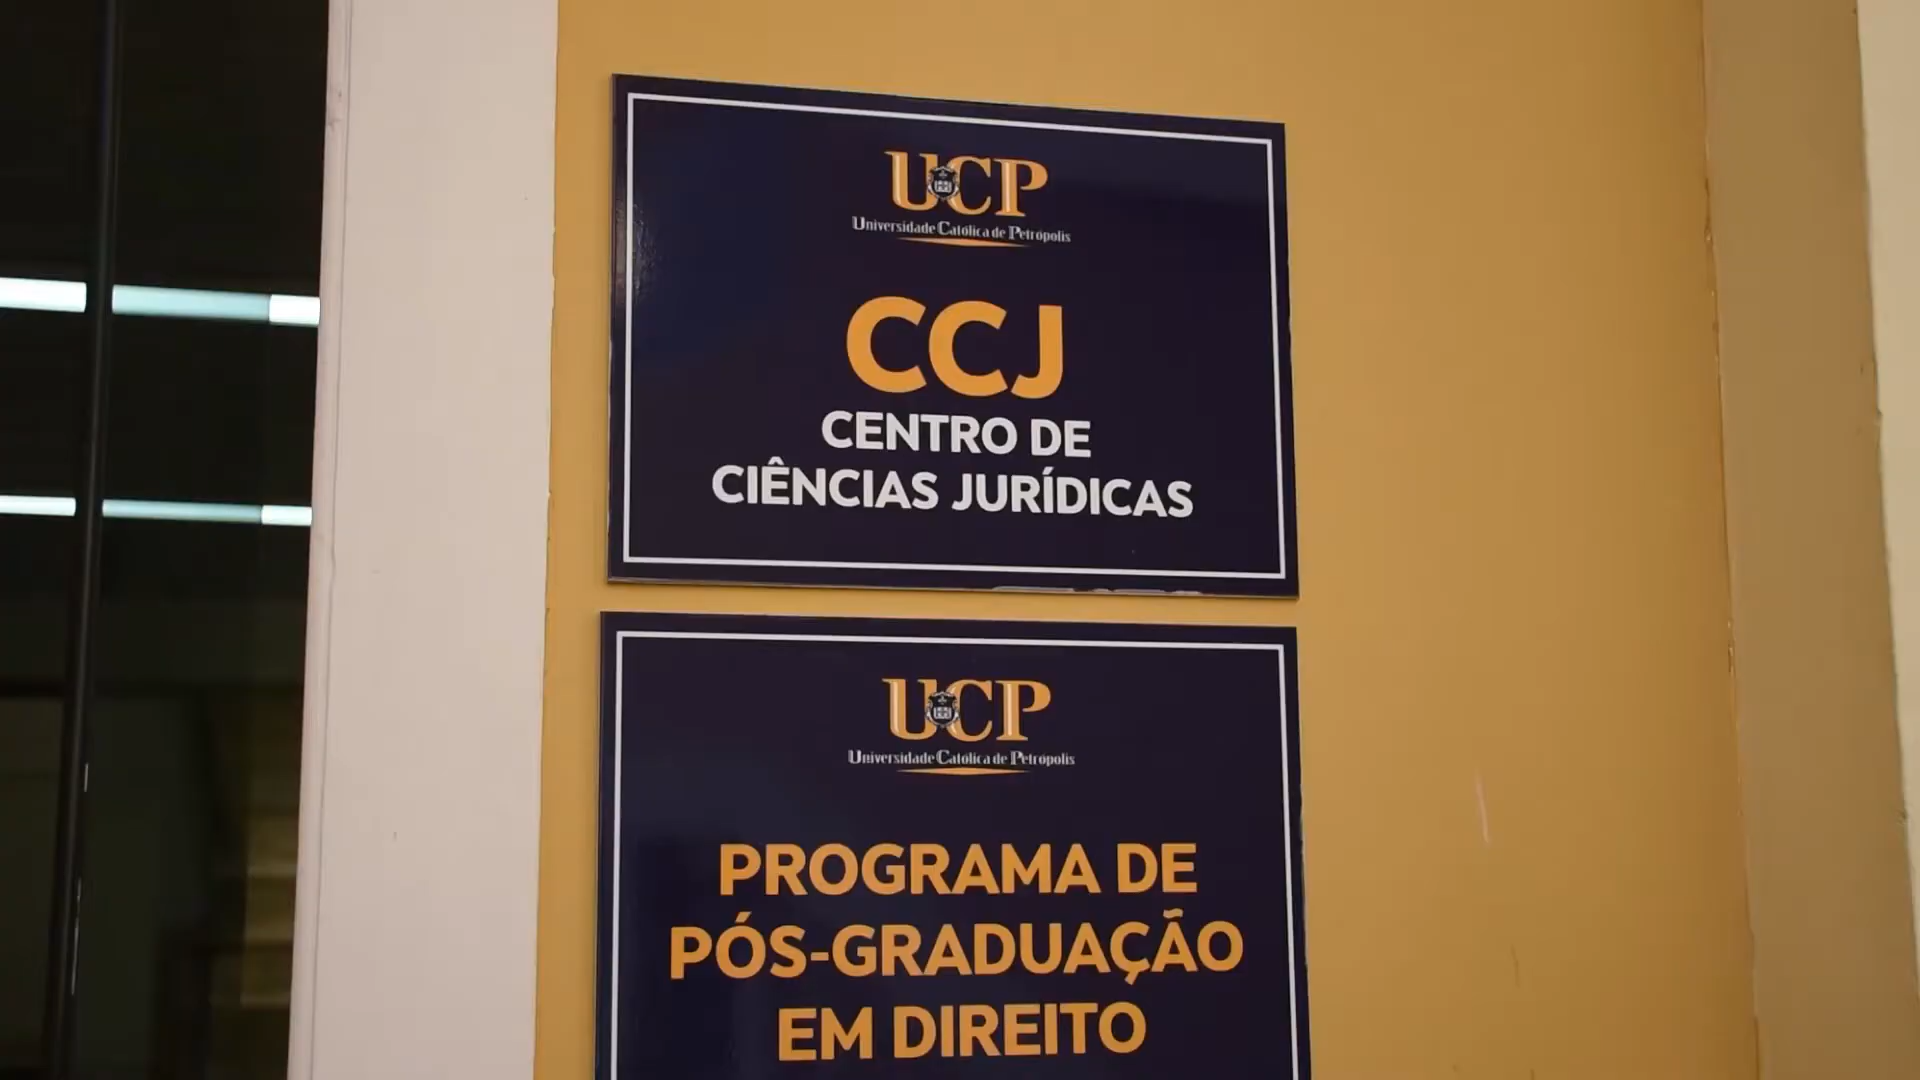 UCP
Universidade Católica de Petrópolis
CCJ
CENTRO DE
CIÊNCIAS JURÍDICAS
UCP
Universidade Católica de Petrópolis
PROGRAMA DE
PÓS-GRADUAÇÃO
EM DIREITO